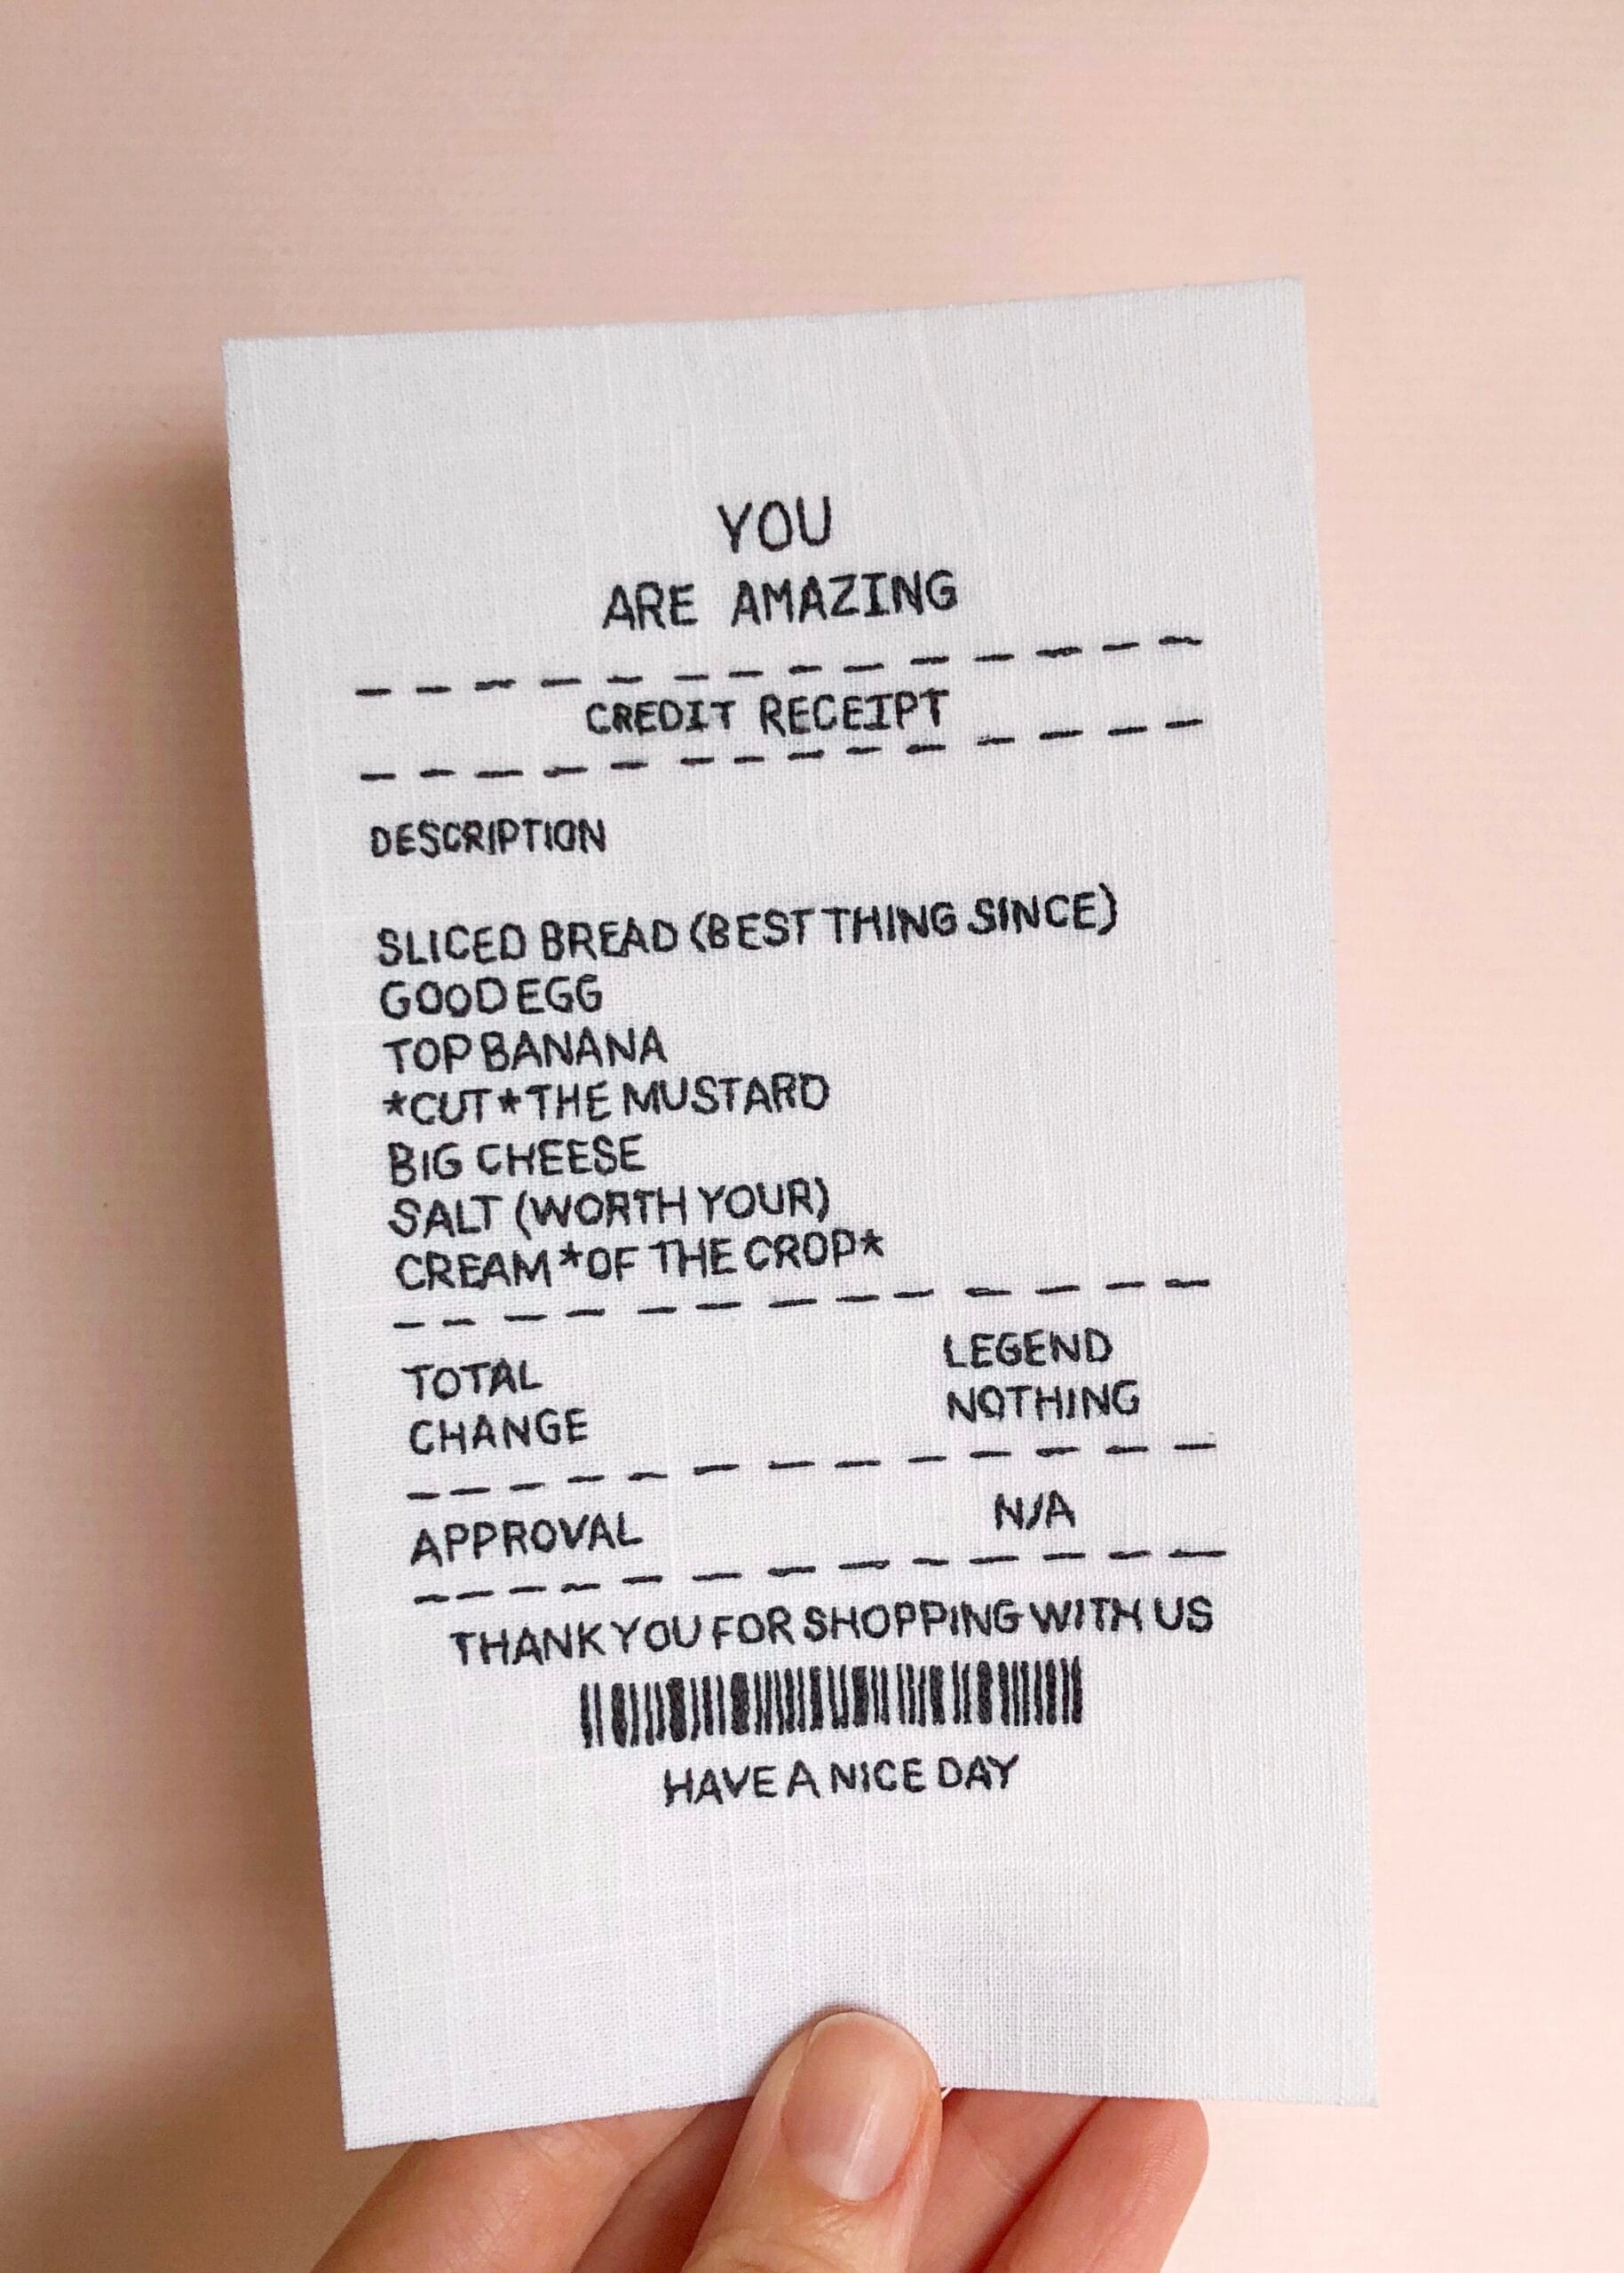 YOU
ARE AMAZING
CREDIT RECEIPT
DESCRIPTION
SLICED BREAD (BEST THING SINCE)
GOOD EGG
TOP BANANA
*CUT* THE MUSTARD
BIG CHEESE
SALT (WORTH YOUR)
CREAM *OF THE CROP*
TOTAL LEGEND
CHANGE NOTHING
APPROVAL N/A
THANK YOU FOR SHOPPING WITH US
HAVE A NICE DAY